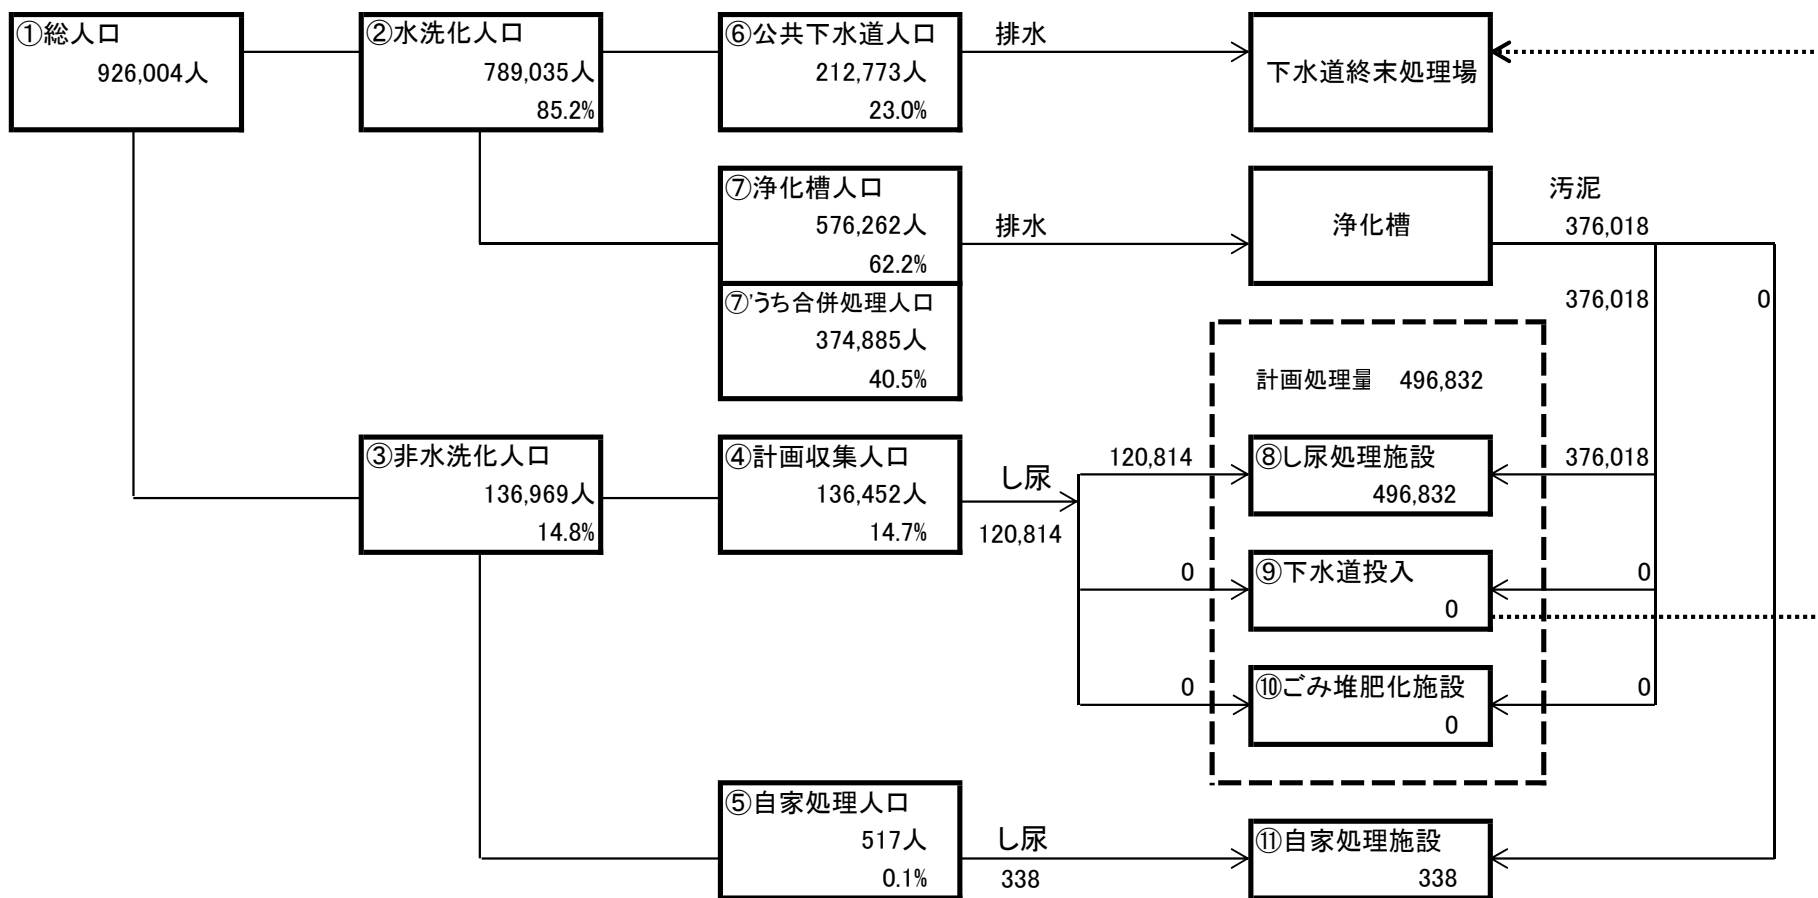 ①総人口
926,004人
②水洗化人口
789,035人
85.2%
⑥公共下水道人口
212,773人
23.0%
排水
下水道終末処理場
⑦浄化槽人口
576,262人
62.2%
⑦'うち合併処理人口
374,885人
40.5%
排水
浄化槽
汚泥
376,018
376,018
0
計画処理量 496,832
③非水洗化人口
136,969人
14.8%
④計画収集人口
136,452人
14.7%
し尿
120,814
120,814
⑧し尿処理施設
496,832
376,018
0
⑨下水道投入
0
0
0
⑩ごみ堆肥化施設
0
0
⑤自家処理人口
517人
0.1%
し尿
338
⑪自家処理施設
338